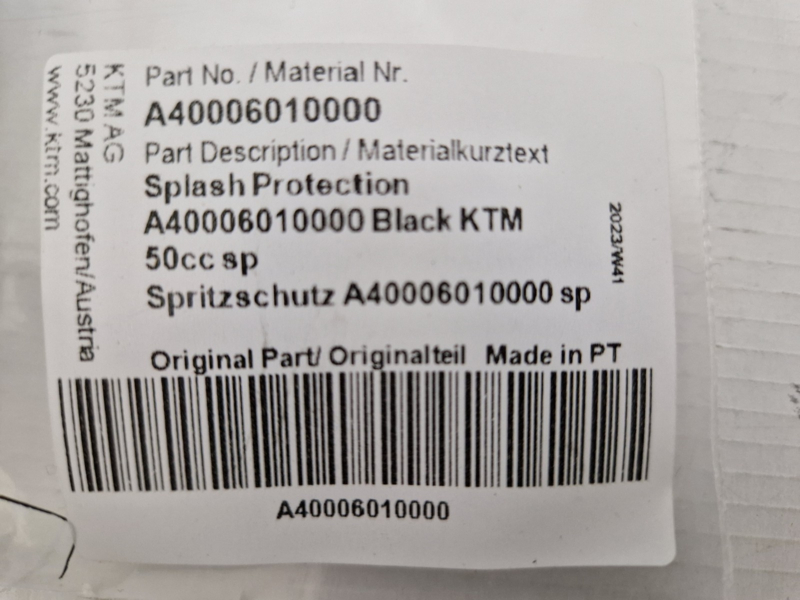 Part No. / Material Nr.
A40006010000
Part Description / Materialkurztext
Splash Protection
A40006010000 Black KTM
50cc sp
Spritzschutz A40006010000 sp
Original Part/ Originalteil Made in PT
A40006010000
KTM AG
5230 Mattighofen/Austria
www.ktm.com
2023/W41